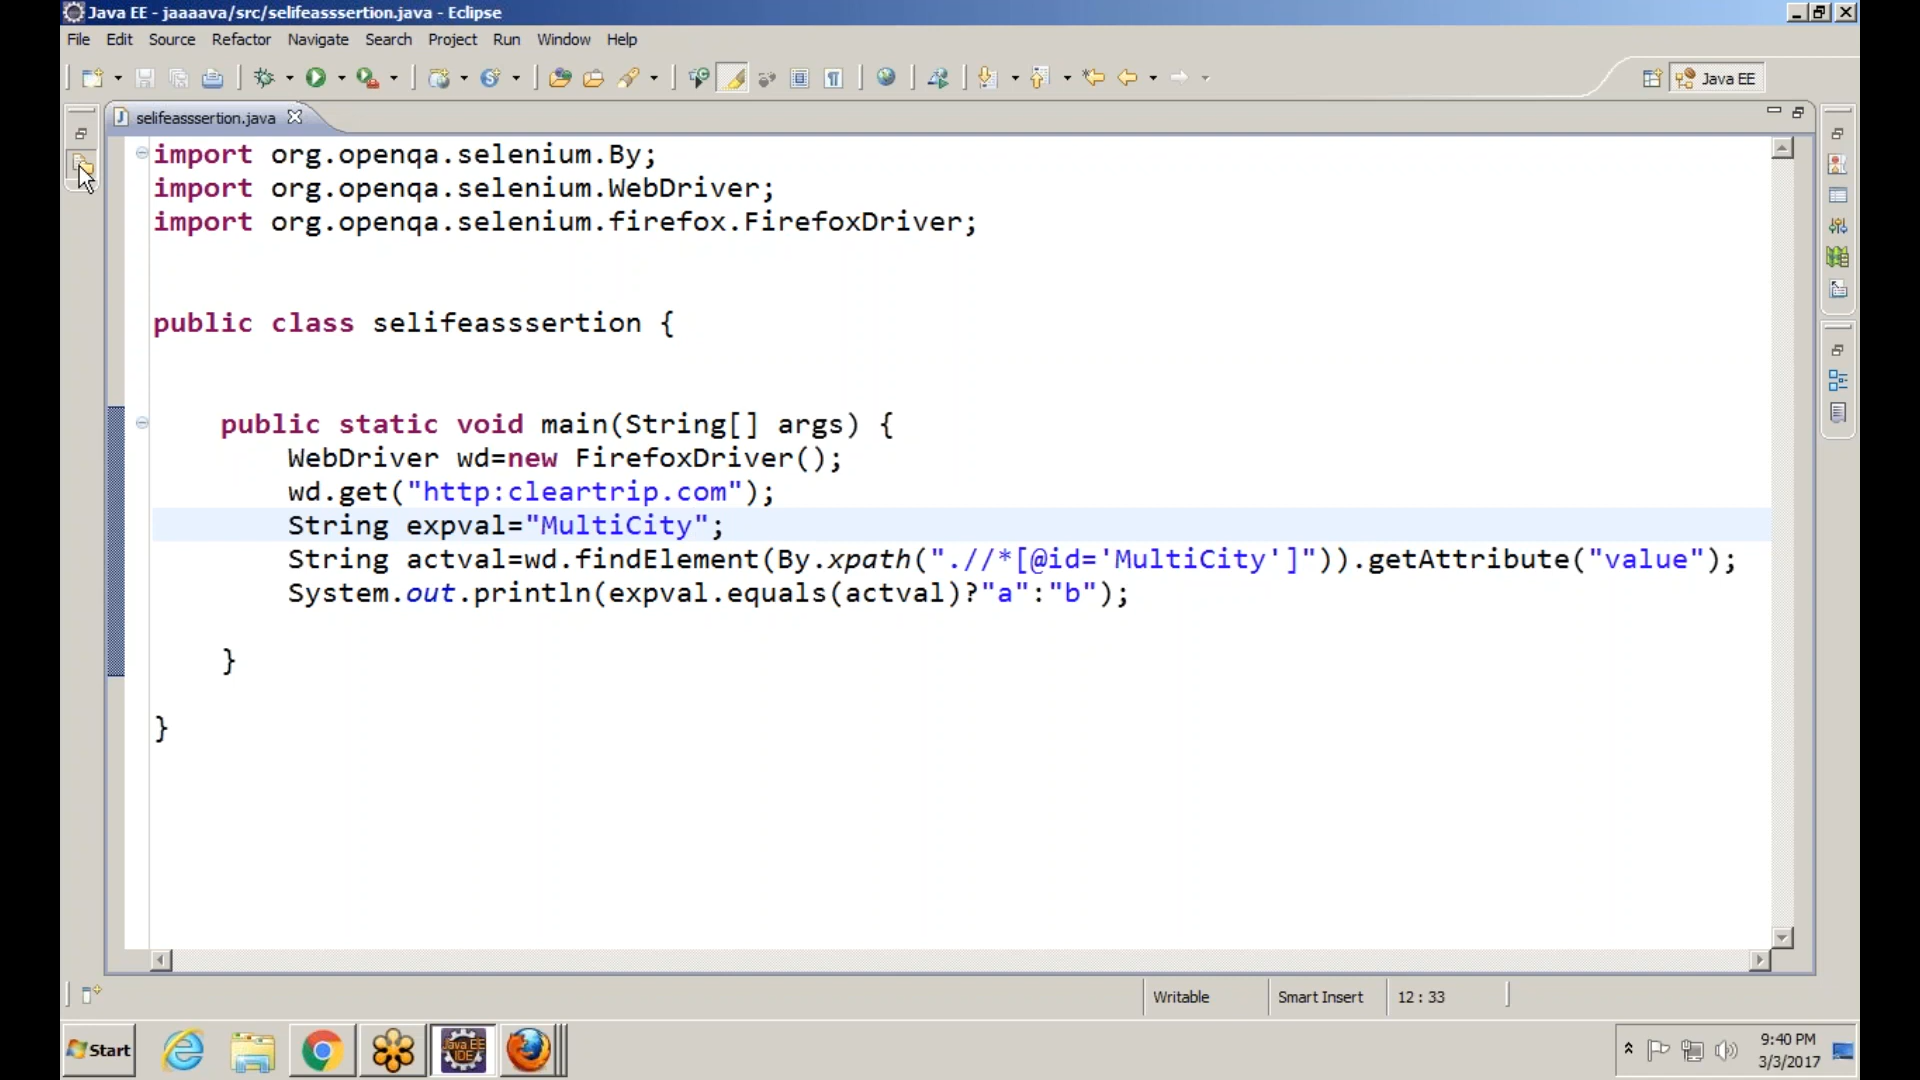 Java EE - jaaaava/src/selifeasssertion.java - Eclipse
File Edit Source Refactor Navigate Search Project Run Window Help
Java EE
selifeasssertion.java
import org.openqa.selenium.By;
import org.openqa.selenium.WebDriver;
import org.openqa.selenium.firefox.FirefoxDriver;
public class selifeasssertion {
public static void main(String[] args) {
WebDriver wd=new FirefoxDriver();
wd.get("http:cleartrip.com");
String expval="MultiCity";
String actval=wd.findElement(By.xpath(".//*[@id='MultiCity']")).getAttribute("value");
System.out.println(expval.equals(actval)?"a":"b");
}
}
Writable Smart Insert 12 : 33
Start Java EE IDE 9:40 PM
3/3/2017